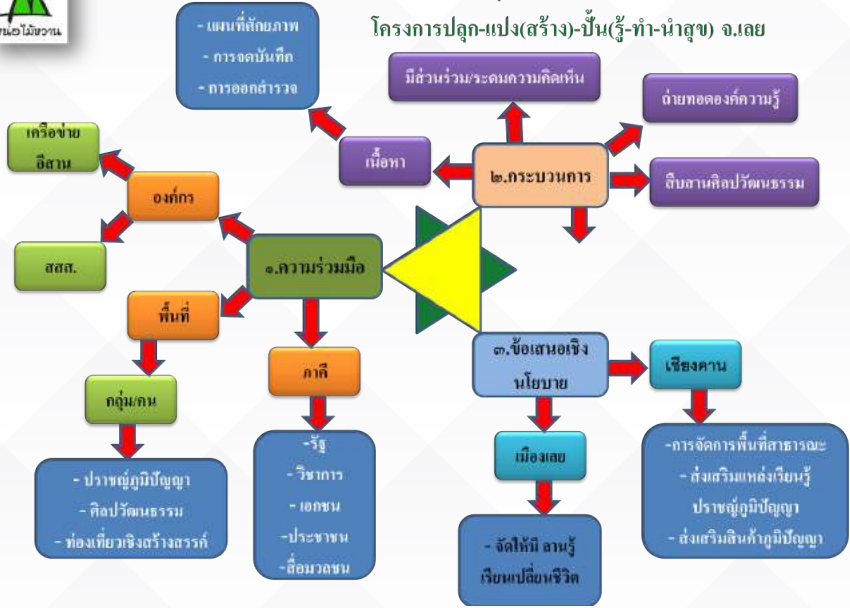 หน่อไม้หวาน
โครงการปลุก-แปง(สร้าง)-ปั้น(รู้-ทำ-นำสุข) จ.เลย
- แผนที่ศักยภาพ
- การจดบันทึก
- การออกสำรวจ
มีส่วนร่วม/ระดมความคิดเห็น
ถ่ายทอดองค์ความรู้
เนื้อหา
๒.กระบวนการ
สืบสานศิลปวัฒนธรรม
เครือข่าย
อีสาน
องค์กร
สสส.
๑.ความร่วมมือ
พื้นที่
ภาคี
กลุ่ม/คน
- ปราชญ์ภูมิปัญญา
- ศิลปวัฒนธรรม
- ท่องเที่ยวเชิงสร้างสรรค์
-รัฐ
- วิชาการ
- เอกชน
-ประชาชน
-สื่อมวลชน
๓.ข้อเสนอเชิง
นโยบาย
เชียงคาน
เมืองเลย
- จัดให้มี ลานรู้
เรียนเปลี่ยนชีวิต
-การจัดการพื้นที่สาธารณะ
- ส่งเสริมแหล่งเรียนรู้
ปราชญ์ภูมิปัญญา
- ส่งเสริมสินค้าภูมิปัญญา